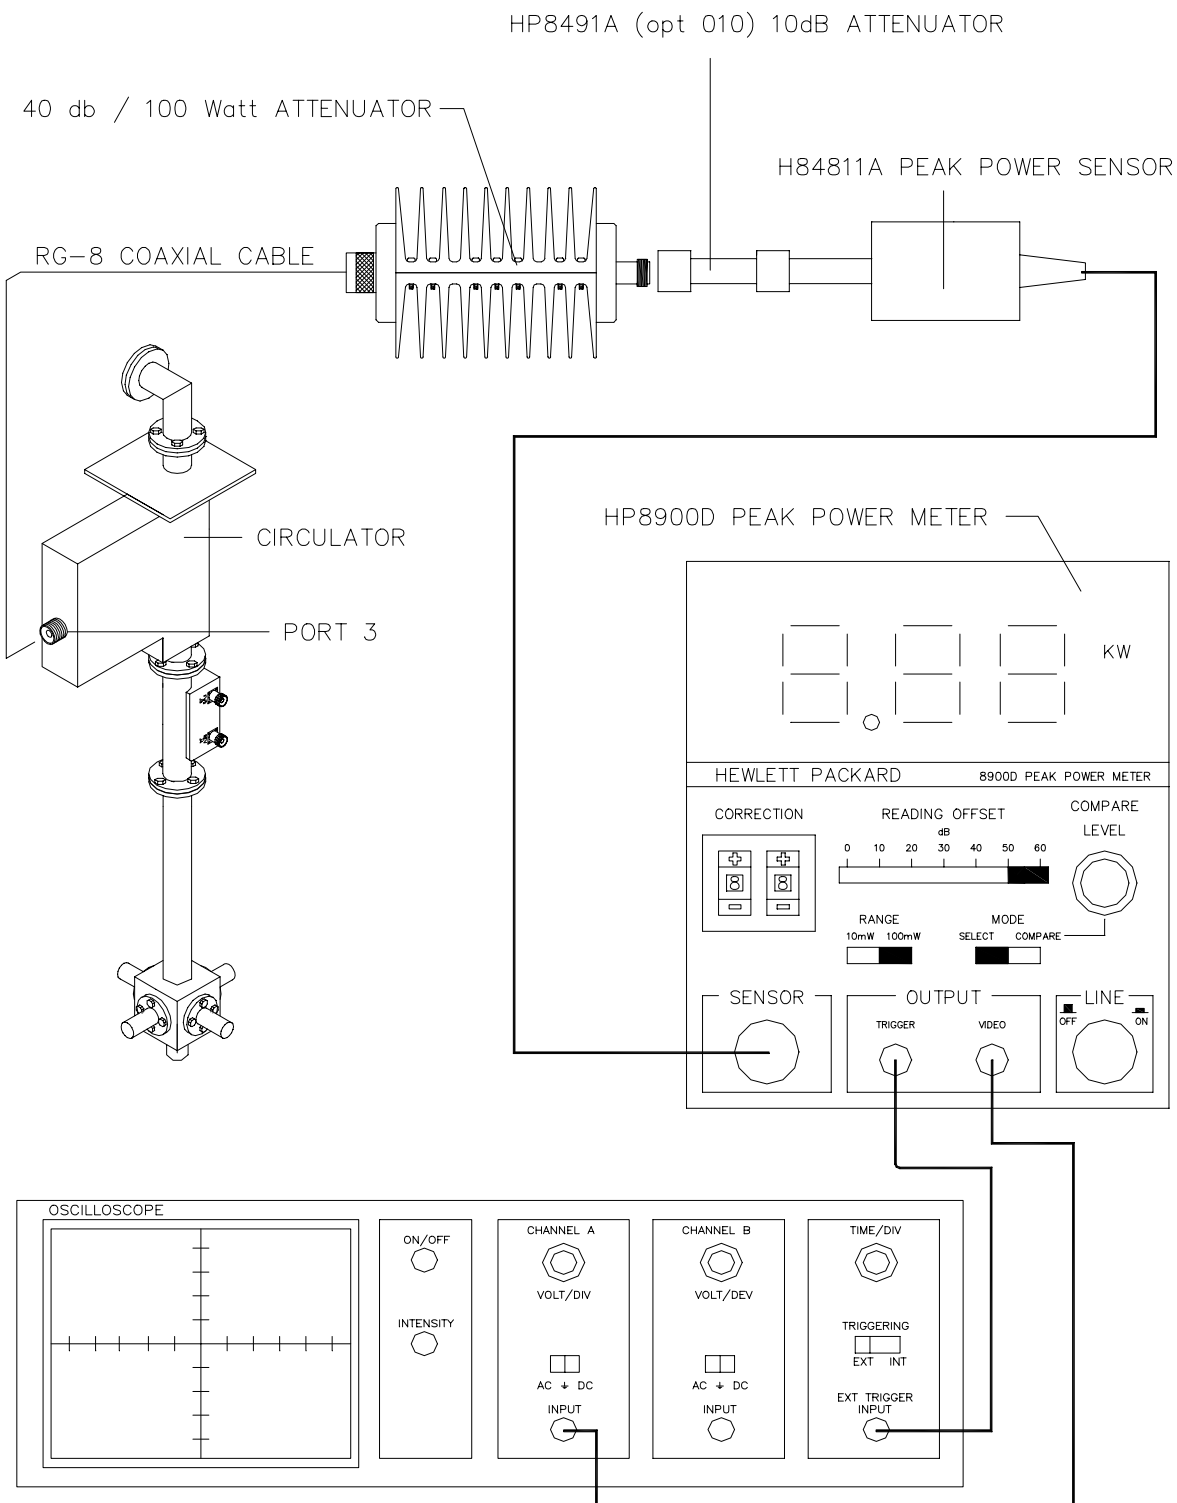 HP8491A (opt 010) 10dB ATTENUATOR
40 db / 100 Watt ATTENUATOR
H84811A PEAK POWER SENSOR
RG-8 COAXIAL CABLE
HP8900D PEAK POWER METER
CIRCULATOR
PORT 3
8.88 KW
HEWLETT PACKARD 8900D PEAK POWER METER
CORRECTION
READING OFFSET
dB
0 10 20 30 40 50 60
COMPARE
LEVEL
+ +
8 8
- -
RANGE
10mW 100mW
MODE
SELECT COMPARE
SENSOR
OUTPUT
TRIGGER VIDEO
LINE
OFF ON
OSCILLOSCOPE
ON/OFF
INTENSITY
CHANNEL A
VOLT/DIV
AC DC
INPUT
CHANNEL B
VOLT/DEV
AC DC
INPUT
TIME/DIV
TRIGGERING
EXT INT
EXT TRIGGER
INPUT